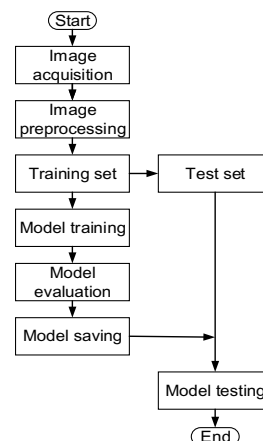 Start
Image
acquisition
Image
preprocessing
Training set
Test set
Model training
Model
evaluation
Model saving
Model testing
End